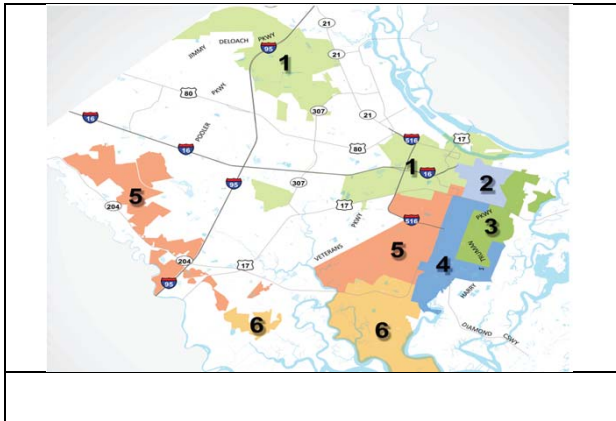 21
JIMMY DELOACH PKWY
95
1
21
80
PKWY
307
21
16
POOLER
516
17
80
16
1
16
2
5
95
307
17
PKWY
516
3
PKWY
204
TRUMAN
5
VETERANS
4
204
17
95
HARRY
6
6
DIAMOND
CSWY